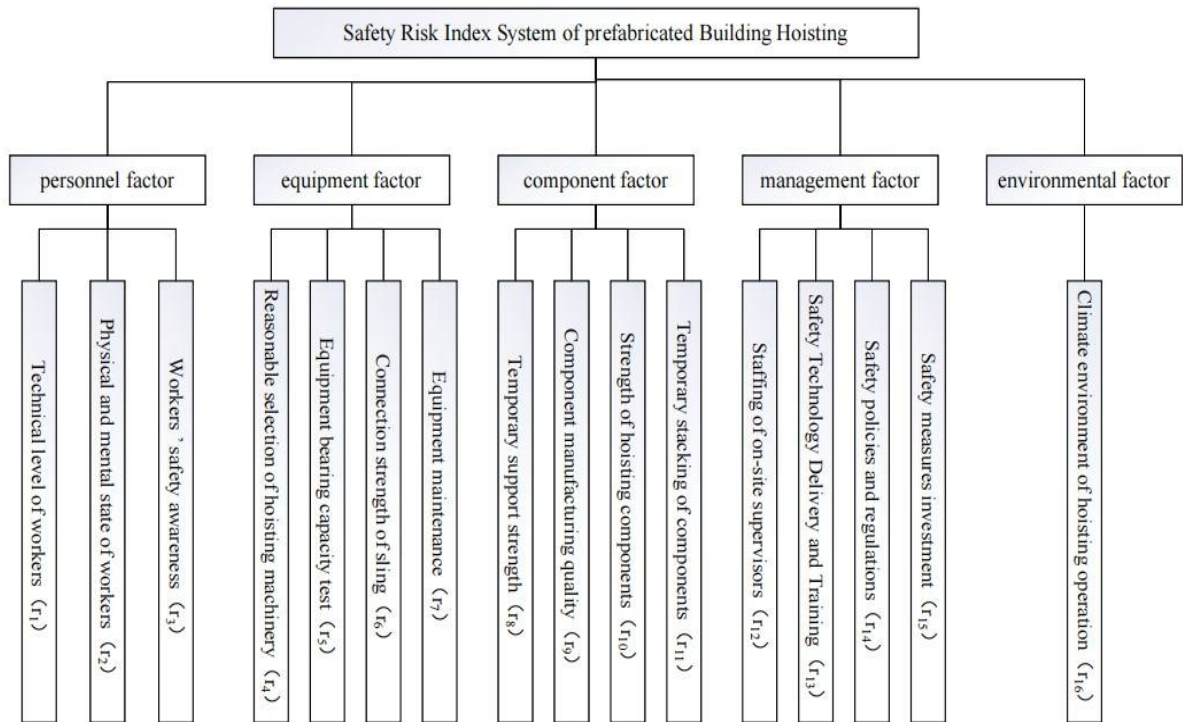 Safety Risk Index System of prefabricated Building Hoisting
personnel factor
equipment factor
component factor
management factor
environmental factor
Technical level of workers（r₁）
Physical and mental state of workers（r₂）
Workers ’ safety awareness（r₃）
Reasonable selection of hoisting machinery（r₄）
Equipment bearing capacity test（r₅）
Connection strength of sling（r₆）
Equipment maintenance（r₇）
Temporary support strength（r₈）
Component manufacturing quality（r₉）
Strength of hoisting components（r₁₀）
Temporary stacking of components（r₁₁）
Staffing of on-site supervisors（r₁₂）
Safety Technology Delivery and Training（r₁₃）
Safety policies and regulations（r₁₄）
Safety measures investment（r₁₅）
Climate environment of hoisting operation（r₁₆）